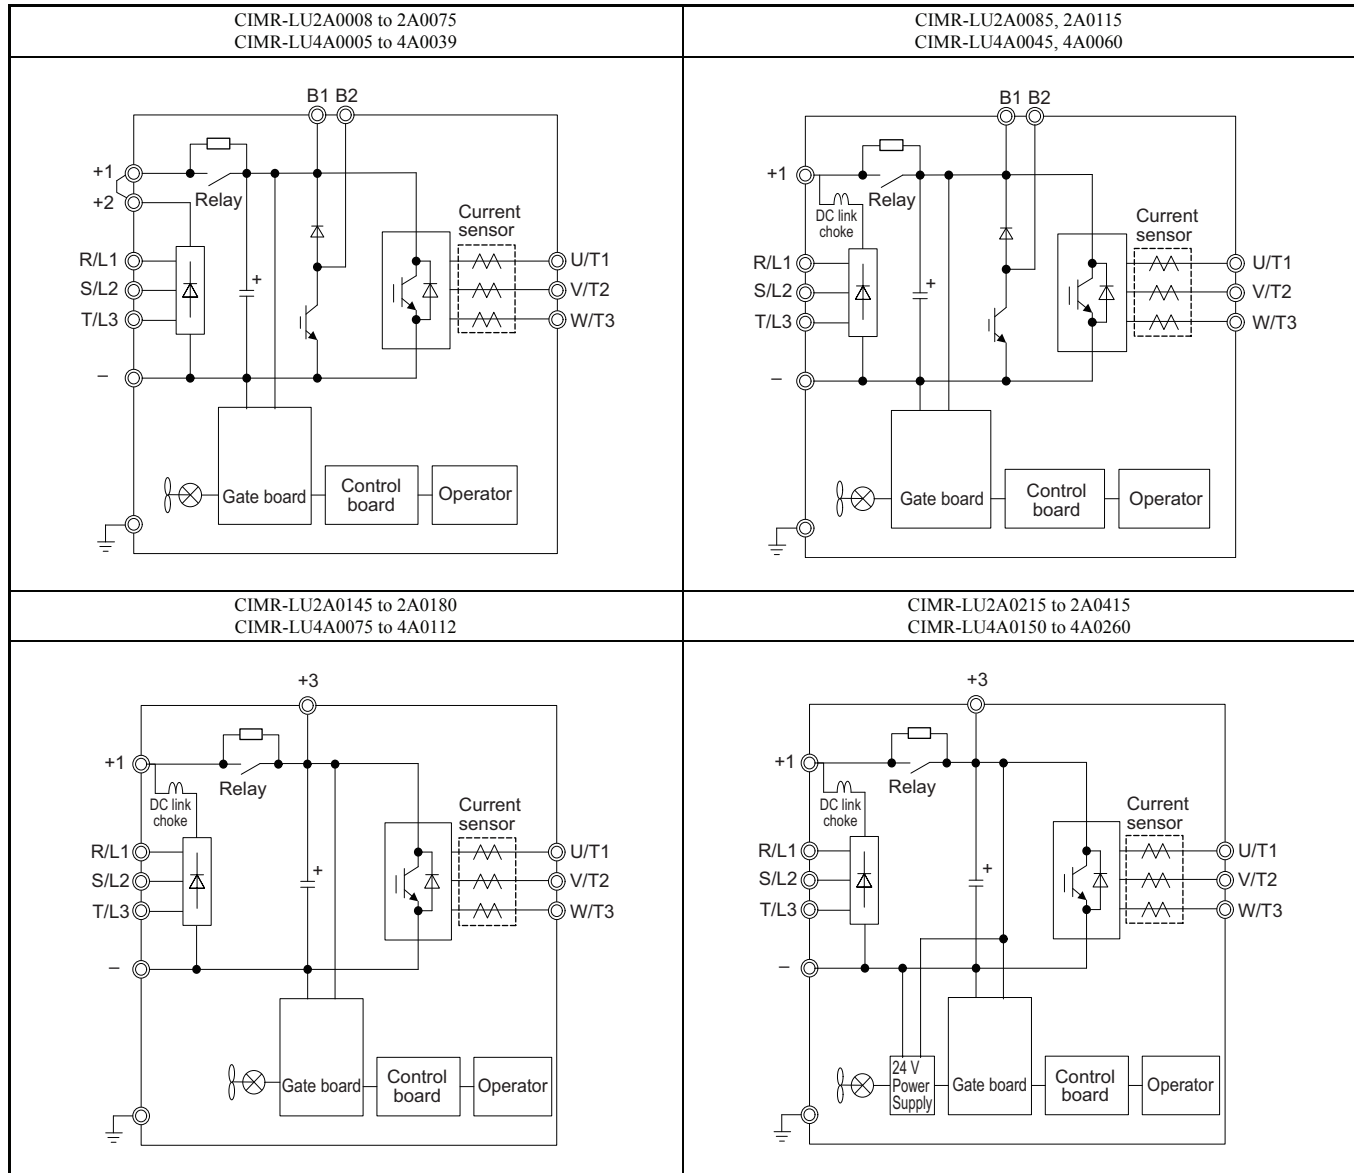 CIMR-LU2A0008 to 2A0075
CIMR-LU4A0005 to 4A0039
B1 B2
+1
Relay
+2
Current
sensor
R/L1
S/L2
T/L3
+
U/T1
V/T2
W/T3
–
Gate board
Control
board
Operator
CIMR-LU2A0085, 2A0115
CIMR-LU4A0045, 4A0060
B1 B2
+1
Relay
DC link
choke
Current
sensor
R/L1
S/L2
T/L3
+
U/T1
V/T2
W/T3
–
Gate board
Control
board
Operator
CIMR-LU2A0145 to 2A0180
CIMR-LU4A0075 to 4A0112
+3
+1
Relay
DC link
choke
Current
sensor
R/L1
S/L2
T/L3
+
U/T1
V/T2
W/T3
–
Gate board
Control
board
Operator
CIMR-LU2A0215 to 2A0415
CIMR-LU4A0150 to 4A0260
+3
+1
Relay
DC link
choke
Current
sensor
R/L1
S/L2
T/L3
+
U/T1
V/T2
W/T3
–
24 V
Power
Supply
Gate board
Control
board
Operator